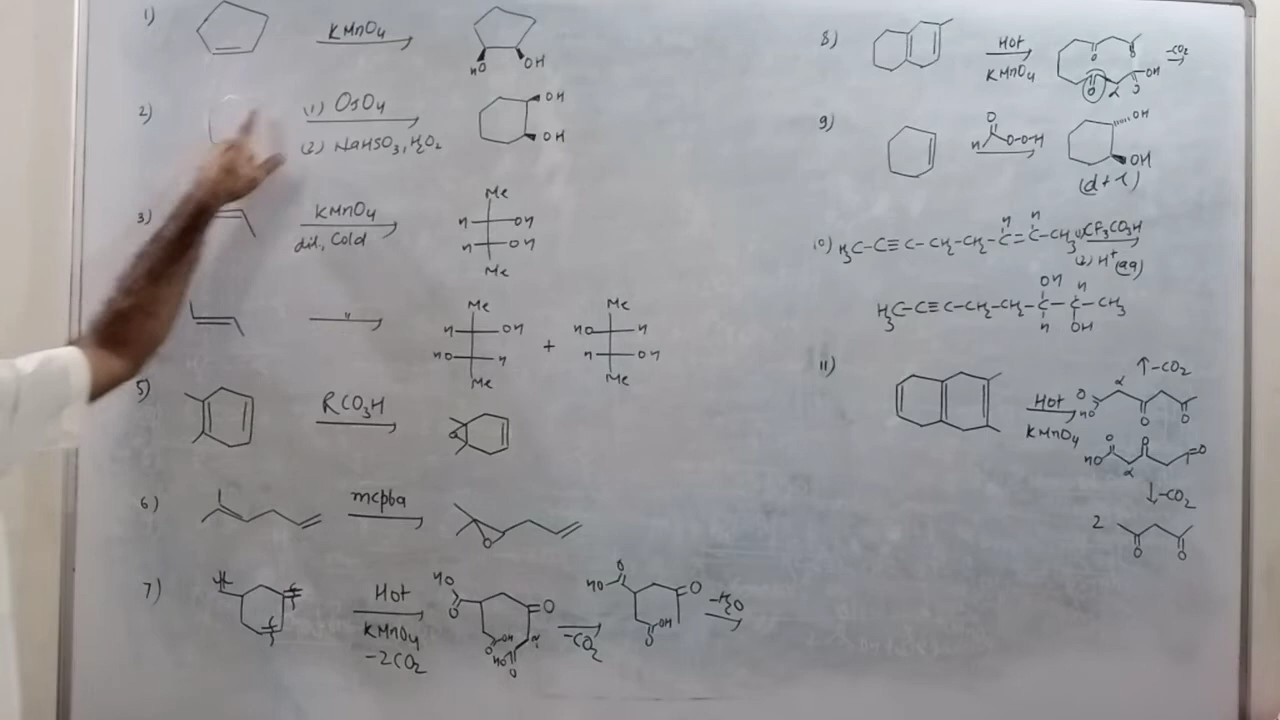 1) KMnO4 HO OH
2) (1) OsO4 (2) NaHSO3, H2O OH OH
3) KMnO4 dil, Cold Me H OH H OH Me
" Me H OH HO H Me + Me HO H H OH Me
5) RCO3H O
6) mcpba O
7) Hot KMnO4 -2CO2 HO O O OH O HO O α -CO2 HO O O OH O -H2O
8) Hot KMnO4 O O O α OH O -CO2
9) H O O-O-H OH OH (d+l)
10) H3C-C≡C-CH2-CH2-C=C-CH3 H H (1) CF3CO3H (2) H+ (aq)
H3C-C≡C-CH2-CH2-C-C-CH3 OH H H OH
11) Hot KMnO4 O HO α O O ↑-CO2
HO O α O O
↓-CO2
2 O O